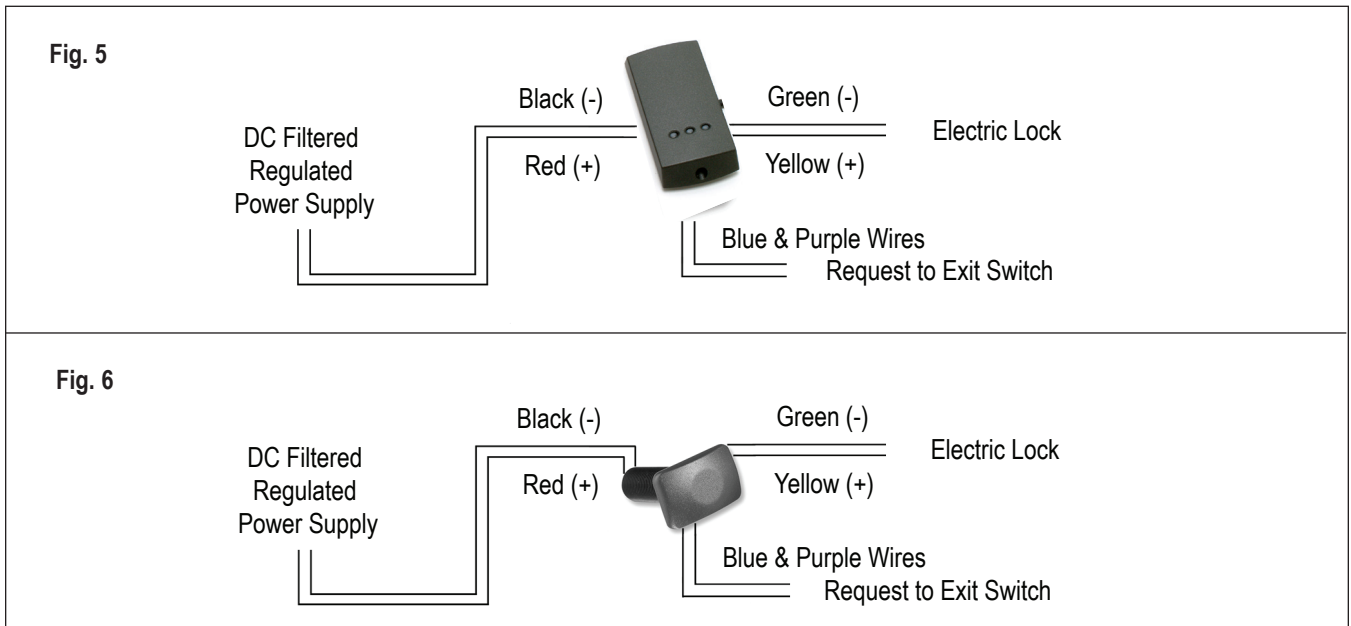 Fig. 5
Black (-)
Green (-)
DC Filtered
Regulated
Power Supply
Electric Lock
Red (+)
Yellow (+)
Blue & Purple Wires
Request to Exit Switch
Fig. 6
Black (-)
Green (-)
DC Filtered
Regulated
Power Supply
Electric Lock
Red (+)
Yellow (+)
Blue & Purple Wires
Request to Exit Switch